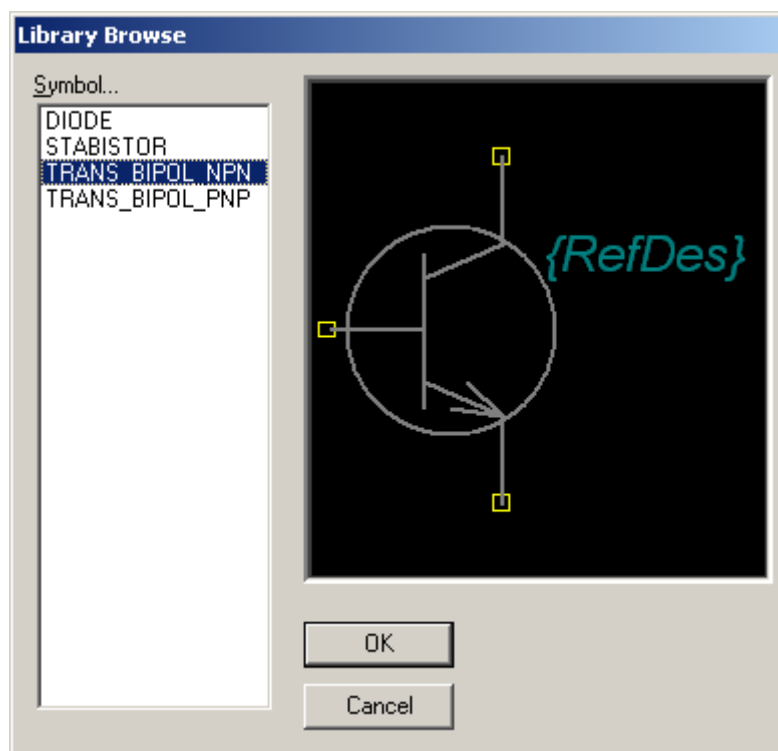 Library Browse
Symbol...
DIODE
STABISTOR
TRANS_BIPOL_NPN
TRANS_BIPOL_PNP
{RefDes}
OK
Cancel